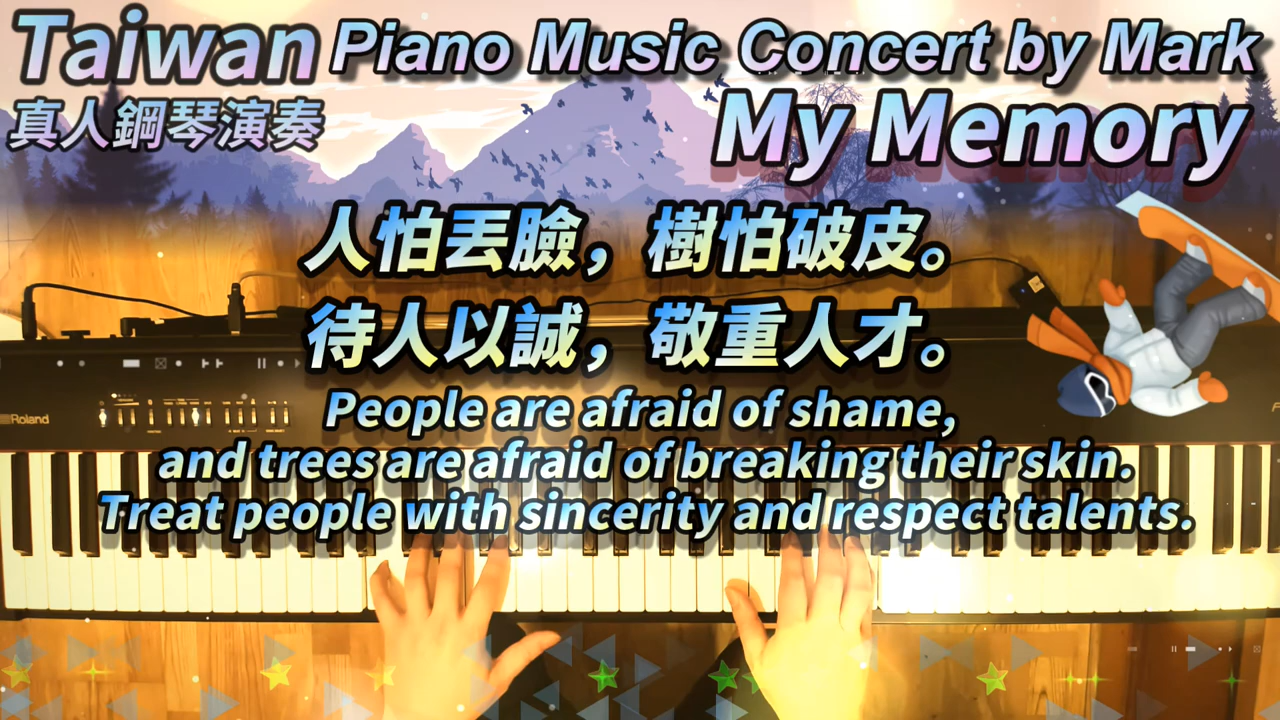 Taiwan Piano Music Concert by Mark
真人鋼琴演奏
My Memory
人怕丟臉，樹怕破皮。
待人以誠，敬重人才。
People are afraid of shame,
and trees are afraid of breaking their skin.
Treat people with sincerity and respect talents.
Roland